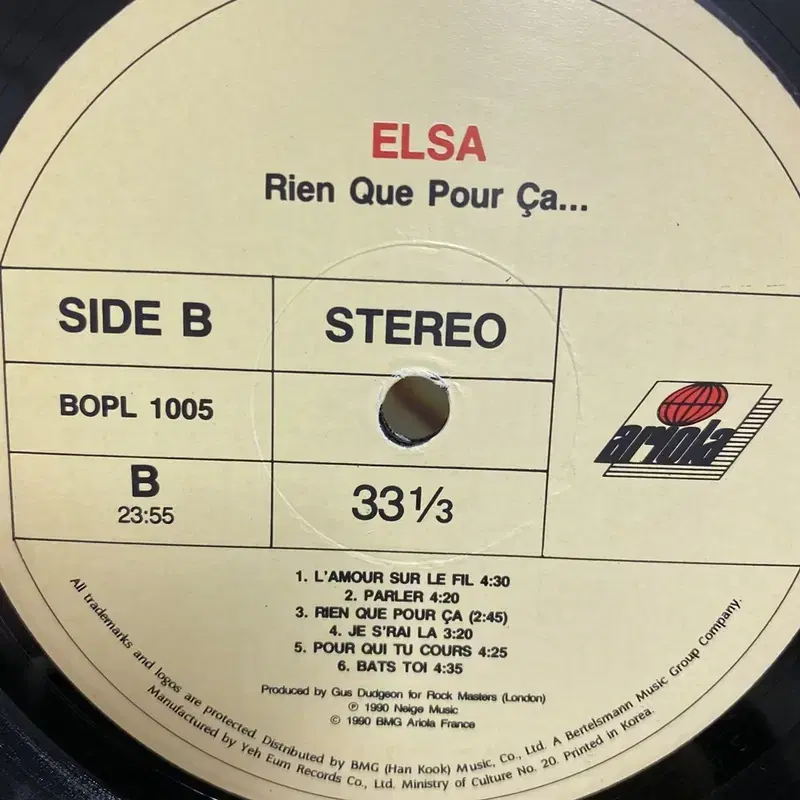 ELSA
Rien Que Pour Ça...
SIDE B
STEREO
BOPL 1005
ariola
B
23:55
33 1/3
1. L'AMOUR SUR LE FIL 4:30
2. PARLER 4:20
3. RIEN QUE POUR ÇA (2:45)
4. JE S'RAI LA 3:20
5. POUR QUI TU COURS 4:25
6. BATS TOI 4:35
Produced by Gus Dudgeon for Rock Masters (London)
℗ 1990 Neige Music
© 1990 BMG Ariola France
All trademarks and logos are protected. Distributed by BMG (Han Kook) Music, Co., Ltd. A Bertelsmann Music Group Company.
Manufactured by Yeh Eum Records Co., Ltd. Ministry of Culture No. 20. Printed in Korea.